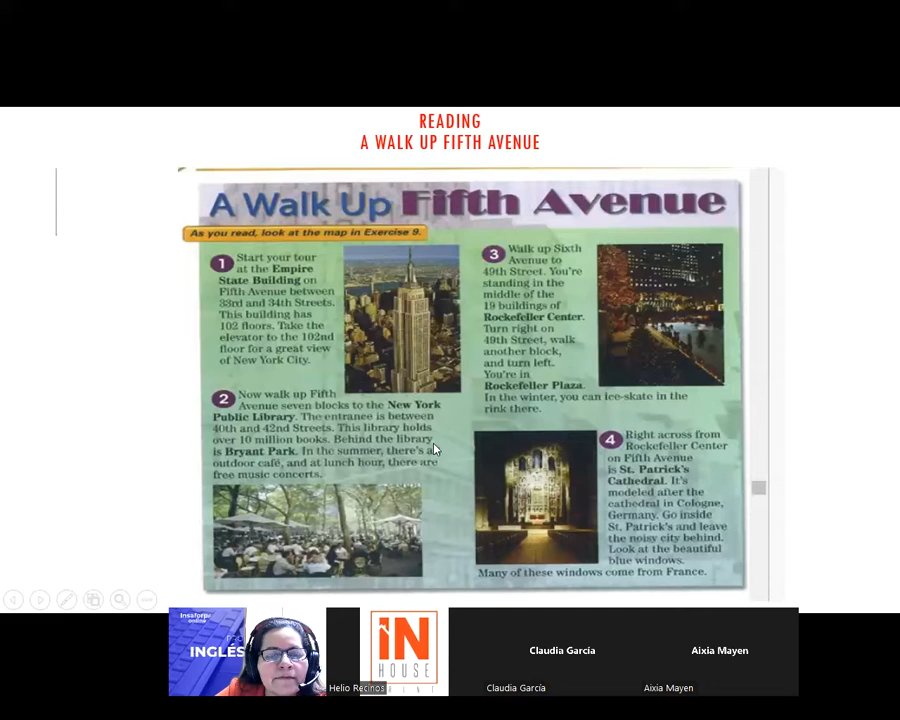 READING
A WALK UP FIFTH AVENUE
A Walk Up Fifth Avenue
As you read, look at the map in Exercise 9.
1 Start your tour
at the Empire
State Building on
Fifth Avenue between
33rd and 34th Streets.
This building has
102 floors. Take the
elevator to the 102nd
floor for a great view
of New York City.
2 Now walk up Fifth
Avenue seven blocks to the New York
Public Library. The entrance is between
40th and 42nd Streets. This library holds
over 10 million books. Behind the library
is Bryant Park. In the summer, there's a
outdoor café, and at lunch hour, there are
free music concerts.
3 Walk up Sixth
Avenue to
49th Street. You're
standing in the
middle of the
19 buildings of
Rockefeller Center.
Turn right on
49th Street, walk
another block,
and turn left.
You're in
Rockefeller Plaza.
In the winter, you can ice-skate in the
rink there.
4 Right across from
Rockefeller Center
on Fifth Avenue
is St. Patrick's
Cathedral. It's
modeled after the
cathedral in Cologne,
Germany. Go inside
St. Patrick's and leave
the noisy city behind.
Look at the beautiful
blue windows.
Many of these windows come from France.
Insaforp
online
INGLÉS
iN
HOUSE
Helio Recinos
Claudia García
Claudia García
Aixia Mayen
Aixia Mayen